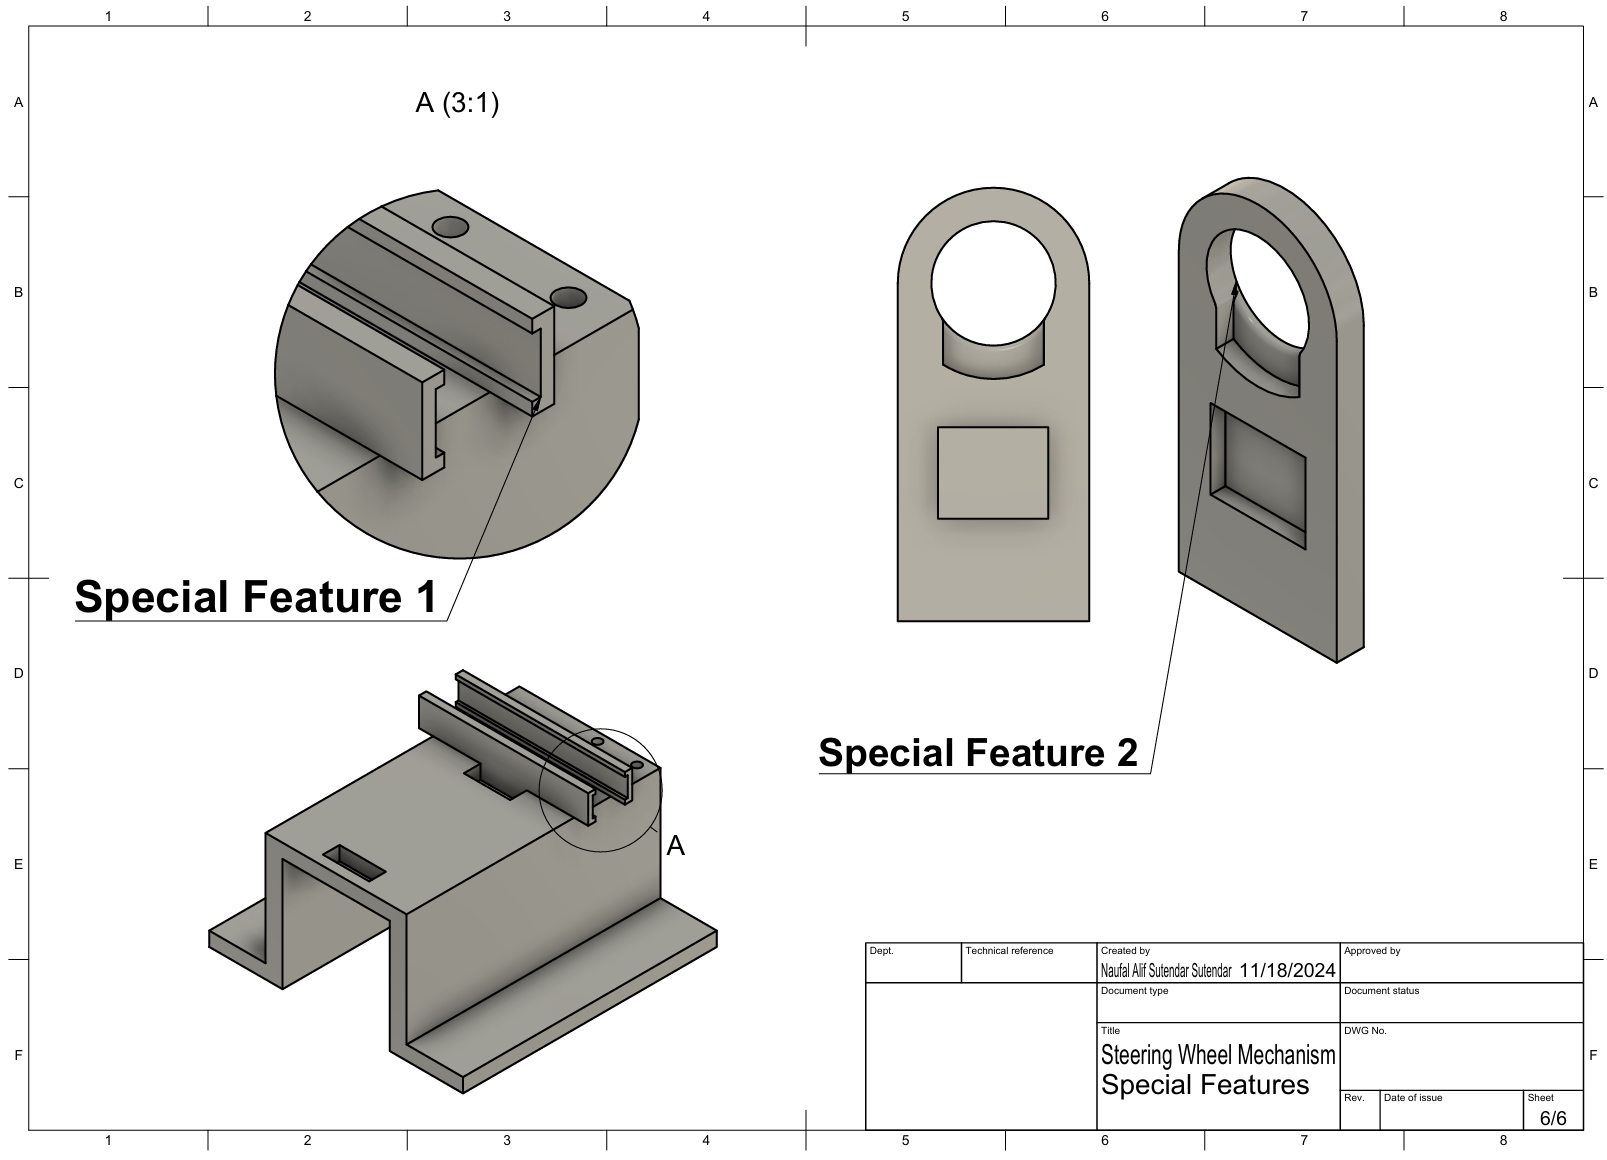 1 2 3 4 5 6 7 8
A A
A (3:1)
B B
C C
Special Feature 1
D D
Special Feature 2
A
E E
Dept. Technical reference Created by Approved by
Naufal Alif Sutendar Sutendar 11/18/2024
Document type Document status
Title DWG No.
Steering Wheel Mechanism
F F
Special Features
Rev. Date of issue Sheet
6/6
1 2 3 4 5 6 7 8